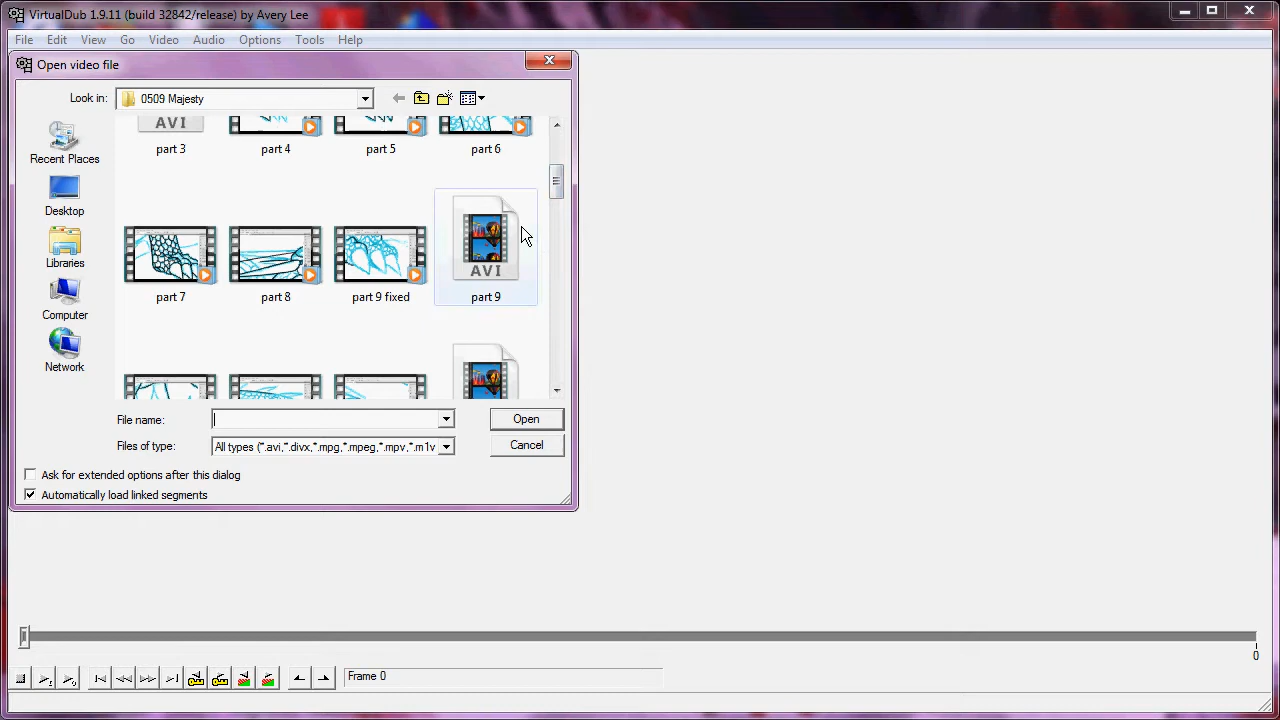 VirtualDub 1.9.11 (build 32842/release) by Avery Lee
File Edit View Go Video Audio Options Tools Help
Open video file
Look in: 0509 Majesty
Recent Places
Desktop
Libraries
Computer
Network
AVI
part 3 part 4 part 5 part 6
AVI
part 7 part 8 part 9 fixed part 9
File name: Open
Files of type: All types (*.avi,*.divx,*.mpg,*.mpeg,*.mpv,*.m1v Cancel
Ask for extended options after this dialog
Automatically load linked segments
0
Frame 0